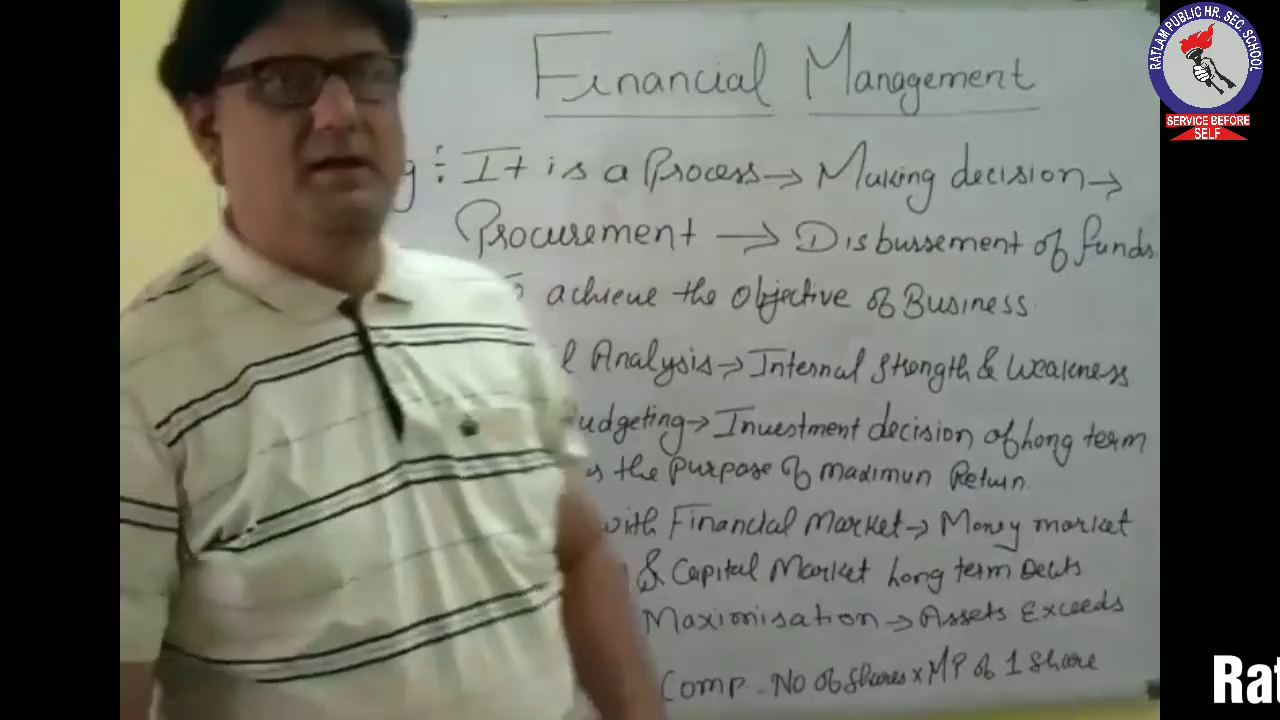 Financial Management
g : It is a Process → Making decision →
Procurement → Disbursement of funds
achieve the Objective of Business
l Analysis → Internal Strength & Weakness
udgeting → Investment decision of long term
the purpose of maximun Return
with Financial Market → Money market
& Capital Market long term Debts
Maximisation → Assets Exceeds
Comp. No of shares x MP of 1 share
RATLAM PUBLIC HR. SEC. SCHOOL
SERVICE BEFORE
SELF
Rat